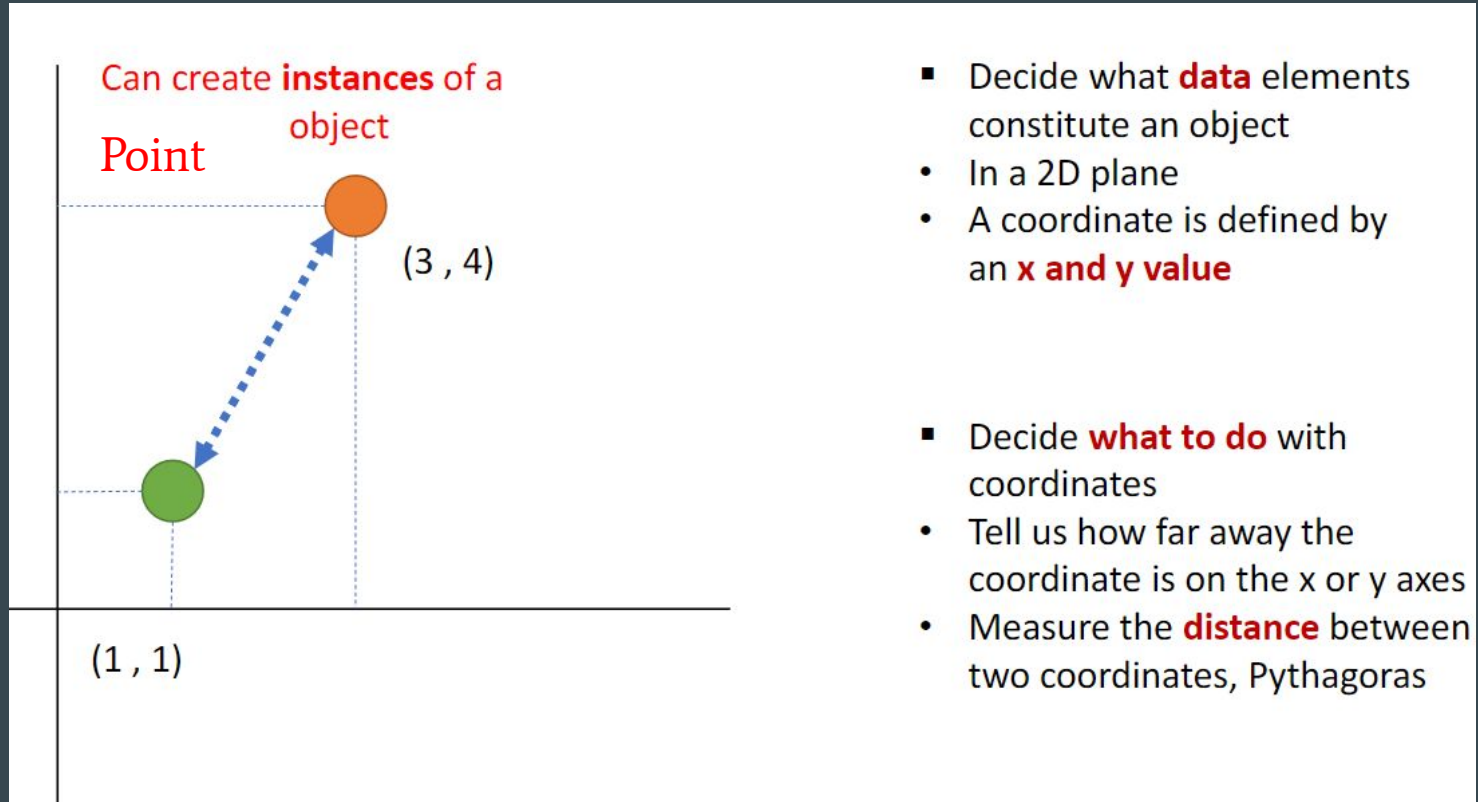 Can create instances of a
object
Point
(3 , 4)
(1 , 1)
▪ Decide what data elements
constitute an object
• In a 2D plane
• A coordinate is defined by
an x and y value
▪ Decide what to do with
coordinates
• Tell us how far away the
coordinate is on the x or y axes
• Measure the distance between
two coordinates, Pythagoras